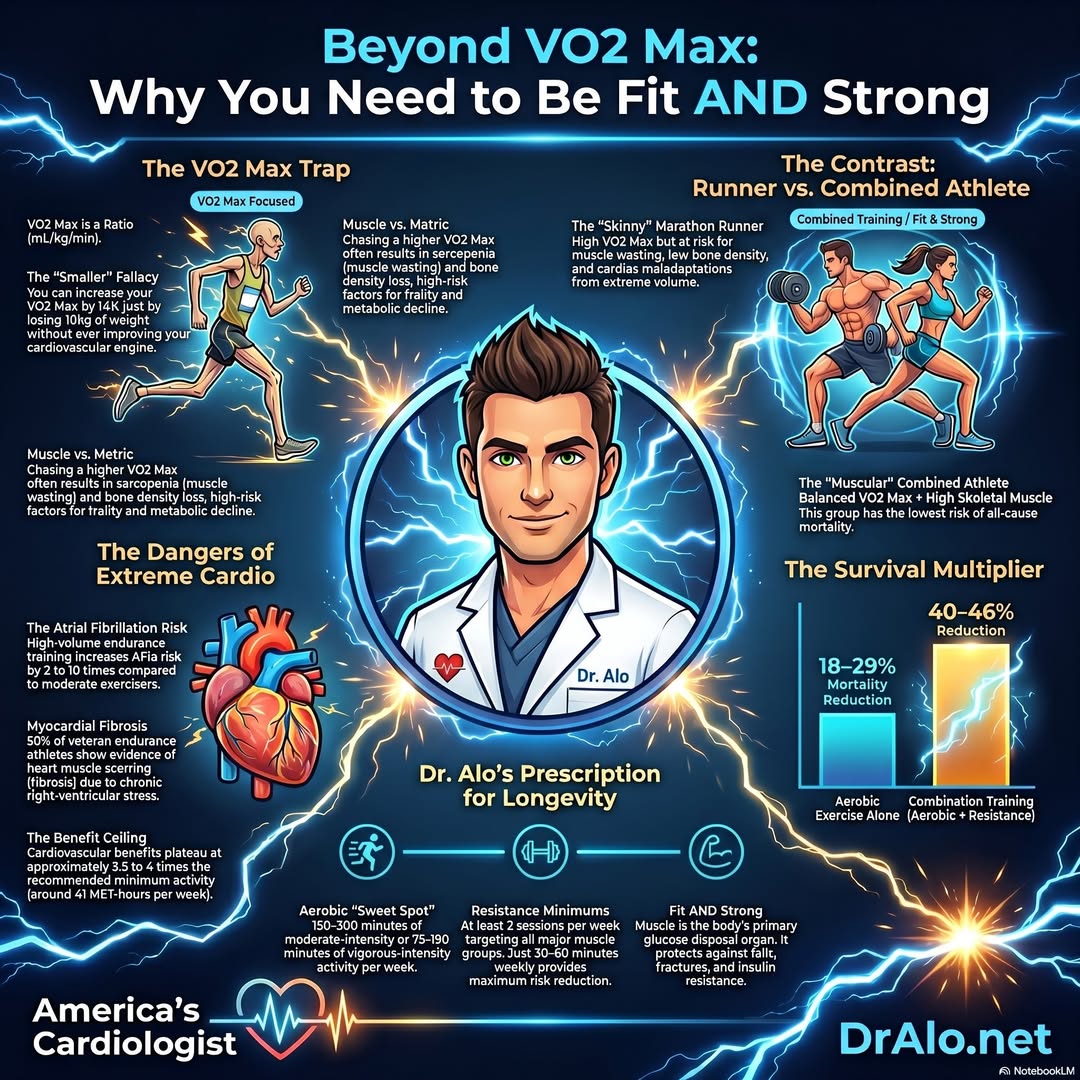 Beyond VO2 Max:
Why You Need to Be Fit AND Strong
The VO2 Max Trap
VO2 Max Focused
VO2 Max is a Ratio
(mL/kg/min).
The “Smaller” Fallacy
You can increase your
VO2 Max by 14K just by
losing 10kg of weight
without ever improving your
cardiovascular engine.
Muscle vs. Matric
Chasing a higher VO2 Max
often results in sercepenia
(muscle wasting) and bone
density loss, high-risk
factors for frality and
metabolic decline.
Muscle vs. Metric
Chasing a higher VO2 Max
often results in sarcopenia (muscle
wasting) and bone density loss, high-risk
factors for trality and metabolic decline.
The Contrast:
Runner vs. Combined Athlete
The “Skinny” Marathon Runner
High VO2 Max but at risk for
muscle wasting, lew bone density,
and cardias maladaptations
from extreme volume.
Combined Training / Fit & Strong
The "Muscular" Combined Athlete
Balanced VO2 Max + High Skoletal Muscle
This group has the lowest risk of all-cause
mortality.
The Dangers of
Extreme Cardio
The Atrial Fibrillation Risk
High-volume endurance
training increases AFia risk
by 2 to 10 times compared
to moderate exercisers.
Myocardial Fibrosis
50% of veteran endurance
athletes show evidence of
heart muscle scerring
(fibrosis) due to chronic
right-ventricular stress.
The Benefit Ceiling
Cardiovascular benefits plateau at
approximately 3.5 to 4 times the
recommended minimum activity
(around 41 MET-hours per week).
Dr. Alo
The Survival Multiplier
40–46%
Reduction
18–29%
Mortality
Reduction
Aerobic
Exercise Alone
Combination Training
(Aerobic + Resistance)
Dr. Alo’s Prescription
for Longevity
Aerobic “Sweet Spot”
150–300 minutes of
moderate-intensity or 75–190
minutes of vigorous-intensity
activity per week.
Resistance Minimums
At least 2 sessions per week
targeting all major muscle
groups. Just 30–60 minutes
weekly provides
maximum risk reduction.
Fit AND Strong
Muscle is the body’s primary
glucose disposal organ. It
protects against fallt,
fractures, and insulin
resistance.
America’s
Cardiologist
DrAlo.net
NotebookLM